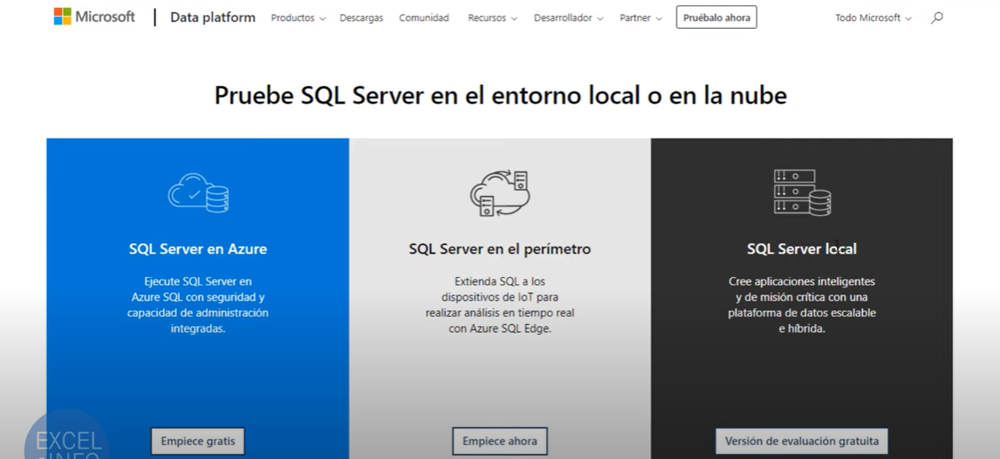 Microsoft
Data platform
Productos
Descargas
Comunidad
Recursos
Desarrollador
Partner
Pruébalo ahora
Todo Microsoft
Pruebe SQL Server en el entorno local o en la nube
SQL Server en Azure
Ejecute SQL Server en
Azure SQL con seguridad y
capacidad de administración
integradas.
Empiece gratis
SQL Server en el perímetro
Extienda SQL a los
dispositivos de IoT para
realizar análisis en tiempo real
con Azure SQL Edge.
Empiece ahora
SQL Server local
Cree aplicaciones inteligentes
y de misión crítica con una
plataforma de datos escalable
e híbrida.
Versión de evaluación gratuita
EXCEL
eINFO